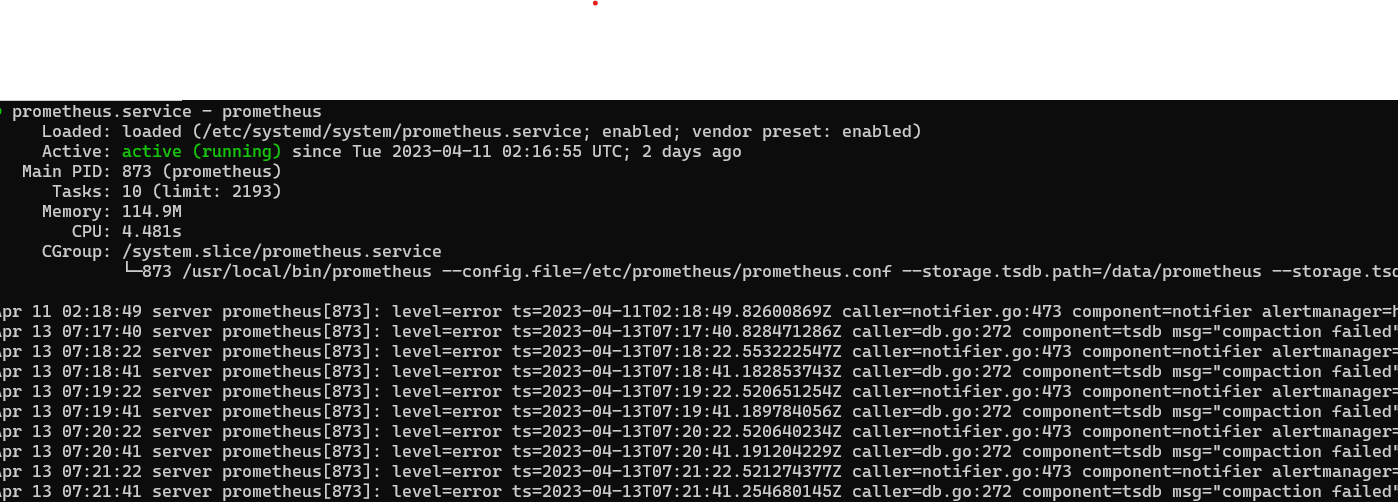 prometheus.service - prometheus
Loaded: loaded (/etc/systemd/system/prometheus.service; enabled; vendor preset: enabled)
Active: active (running) since Tue 2023-04-11 02:16:55 UTC; 2 days ago
Main PID: 873 (prometheus)
Tasks: 10 (limit: 2193)
Memory: 114.9M
CPU: 4.481s
CGroup: /system.slice/prometheus.service
└─873 /usr/local/bin/prometheus --config.file=/etc/prometheus/prometheus.conf --storage.tsdb.path=/data/prometheus --storage.tsd
Apr 11 02:18:49 server prometheus[873]: level=error ts=2023-04-11T02:18:49.82600869Z caller=notifier.go:473 component=notifier alertmanager=h
Apr 13 07:17:40 server prometheus[873]: level=error ts=2023-04-13T07:17:40.828471286Z caller=db.go:272 component=tsdb msg="compaction failed"
Apr 13 07:18:22 server prometheus[873]: level=error ts=2023-04-13T07:18:22.553222547Z caller=notifier.go:473 component=notifier alertmanager=
Apr 13 07:18:41 server prometheus[873]: level=error ts=2023-04-13T07:18:41.182853743Z caller=db.go:272 component=tsdb msg="compaction failed"
Apr 13 07:19:22 server prometheus[873]: level=error ts=2023-04-13T07:19:22.520651254Z caller=notifier.go:473 component=notifier alertmanager=
Apr 13 07:19:41 server prometheus[873]: level=error ts=2023-04-13T07:19:41.189784056Z caller=db.go:272 component=tsdb msg="compaction failed"
Apr 13 07:20:22 server prometheus[873]: level=error ts=2023-04-13T07:20:22.520640234Z caller=notifier.go:473 component=notifier alertmanager=
Apr 13 07:20:41 server prometheus[873]: level=error ts=2023-04-13T07:20:41.191204229Z caller=db.go:272 component=tsdb msg="compaction failed"
Apr 13 07:21:22 server prometheus[873]: level=error ts=2023-04-13T07:21:22.521274377Z caller=notifier.go:473 component=notifier alertmanager=
Apr 13 07:21:41 server prometheus[873]: level=error ts=2023-04-13T07:21:41.254680145Z caller=db.go:272 component=tsdb msg="compaction failed"